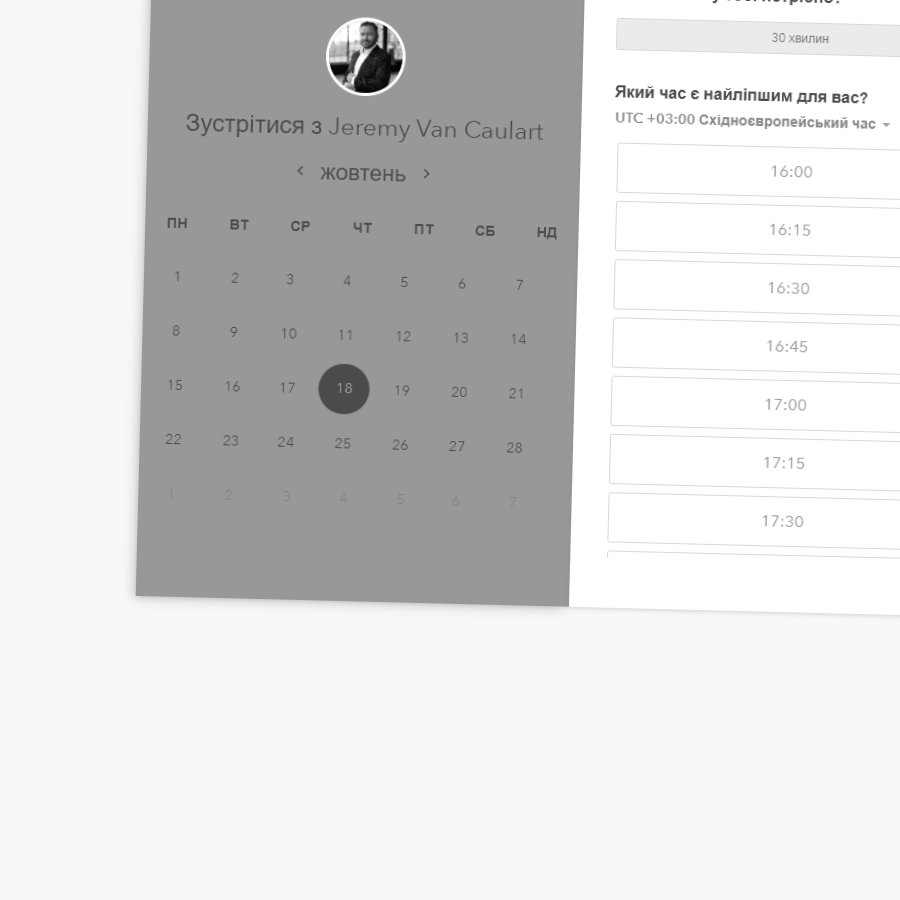 Зустрітися з Jeremy Van Caulart
жовтень
ПН ВТ СР ЧТ ПТ СБ НД
1 2 3 4 5 6 7
8 9 10 11 12 13 14
15 16 17 18 19 20 21
22 23 24 25 26 27 28
1 2 3 4 5 6 7
30 хвилин
Який час є найліпшим для вас?
UTC +03:00 Східноєвропейський час
16:00
16:15
16:30
16:45
17:00
17:15
17:30